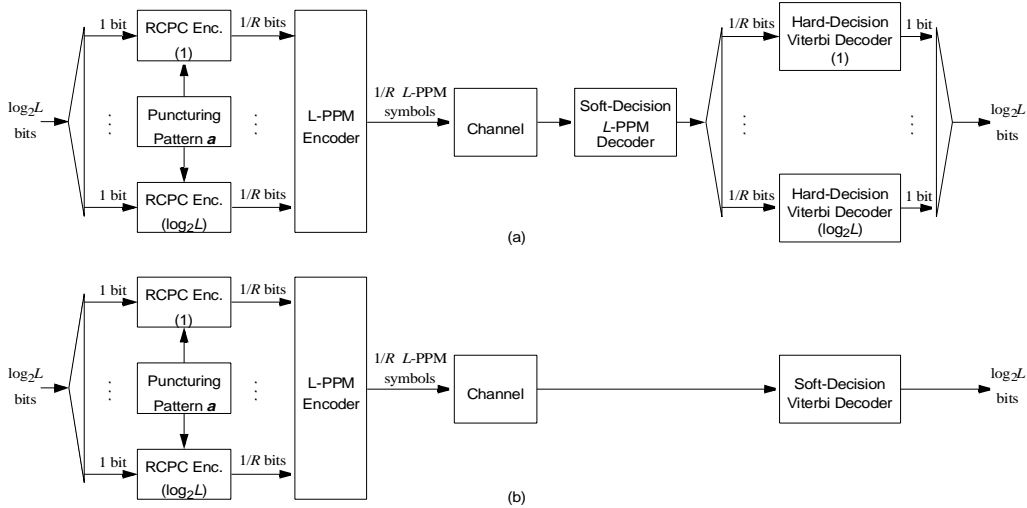 log₂L
bits
1 bit
RCPC Enc.
(1)
1/R bits
Puncturing
Pattern a
1 bit
RCPC Enc.
(log₂L)
1/R bits
L-PPM
Encoder
1/R L-PPM
symbols
Channel
Soft-Decision
L-PPM
Decoder
1/R bits
Hard-Decision
Viterbi Decoder
(1)
1 bit
1/R bits
Hard-Decision
Viterbi Decoder
(log₂L)
1 bit
log₂L
bits
(a)
log₂L
bits
1 bit
RCPC Enc.
(1)
1/R bits
Puncturing
Pattern a
1 bit
RCPC Enc.
(log₂L)
1/R bits
L-PPM
Encoder
1/R L-PPM
symbols
Channel
Soft-Decision
Viterbi Decoder
log₂L
bits
(b)